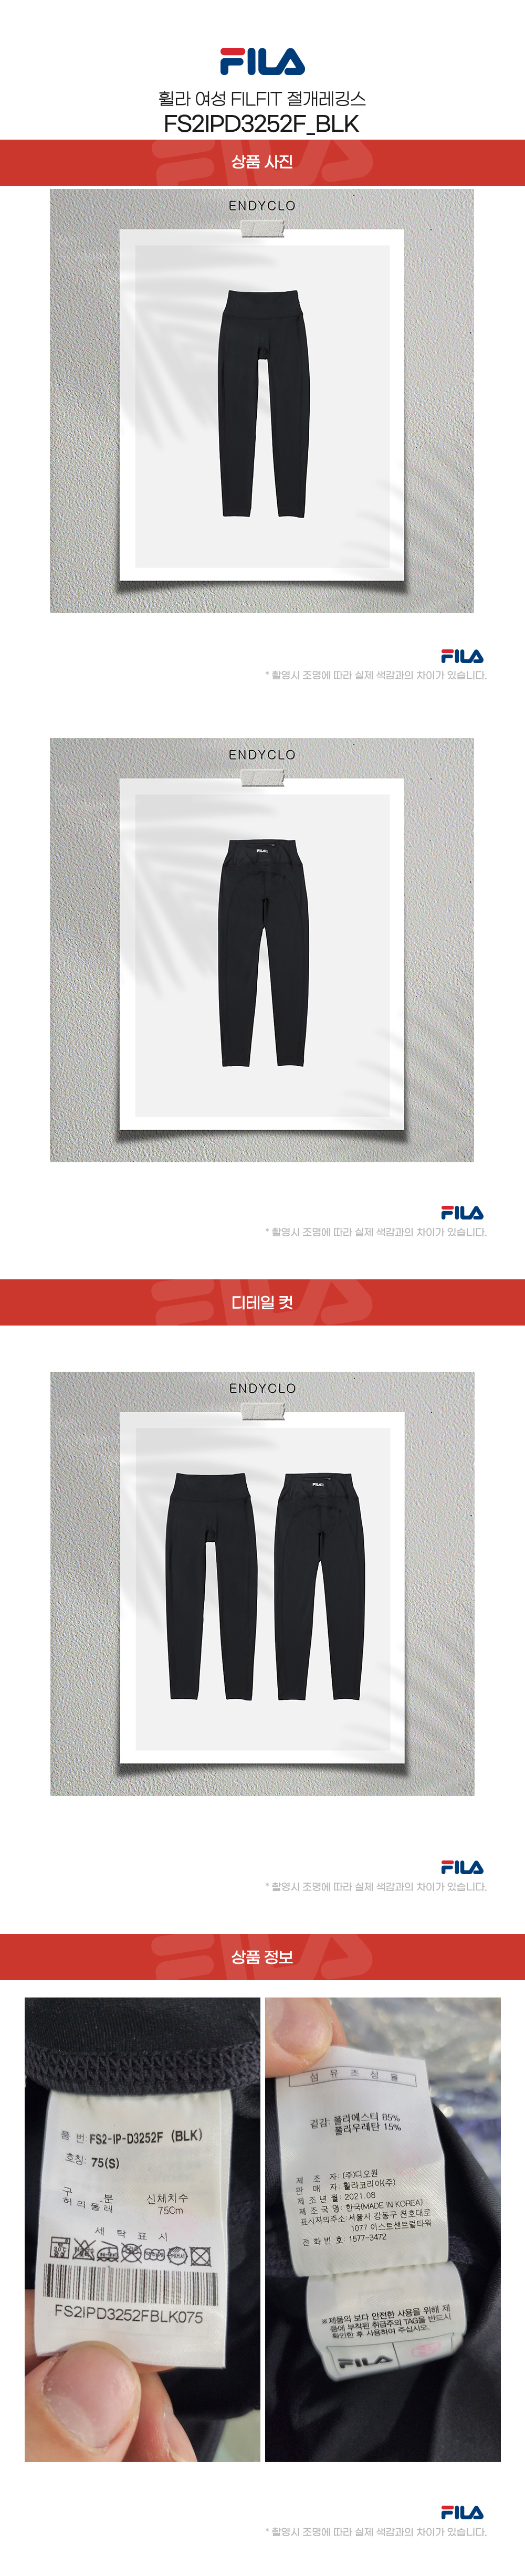 FILA
휠라 여성 FILFIT 절개레깅스
FS2IPD3252F_BLK
상품 사진
ENDYCLO
FILA
* 촬영시 조명에 따라 실제 색감과의 차이가 있습니다.
ENDYCLO
FILA
FILA
* 촬영시 조명에 따라 실제 색감과의 차이가 있습니다.
디테일 컷
ENDYCLO
FILA
FILA
* 촬영시 조명에 따라 실제 색감과의 차이가 있습니다.
상품 정보
품 번: FS2-IP-D3252F (BLK)
호칭: 75(S)
구 분 신체치수
허리둘레 75Cm
세 탁 표 시
FS2IPD3252FBLK075
섬 유 조 성 율
겉감: 폴리에스터 85%
폴리우레탄 15%
제 조 자: (주)디오원
판 매 자: 휠라코리아(주)
제 조 년 월: 2021.08
제 조 국 명: 한국(MADE IN KOREA)
표시자의주소: 서울시 강동구 천호대로
1077 이스트센트럴타워
전 화 번 호: 1577-3472
※제품의 보다 안전한 사용을 위해 제
품에 부착된 취급주의 TAG을 반드시
확인한 후 사용하여 주십시오.
FILA
FILA
* 촬영시 조명에 따라 실제 색감과의 차이가 있습니다.